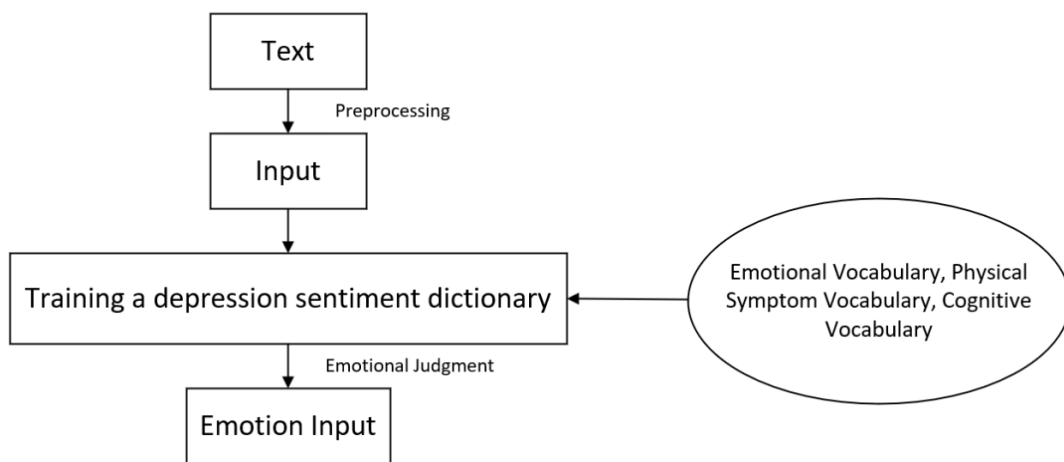 Text
Preprocessing
Input
Training a depression sentiment dictionary
Emotional Vocabulary, Physical
Symptom Vocabulary, Cognitive
Vocabulary
Emotional Judgment
Emotion Input